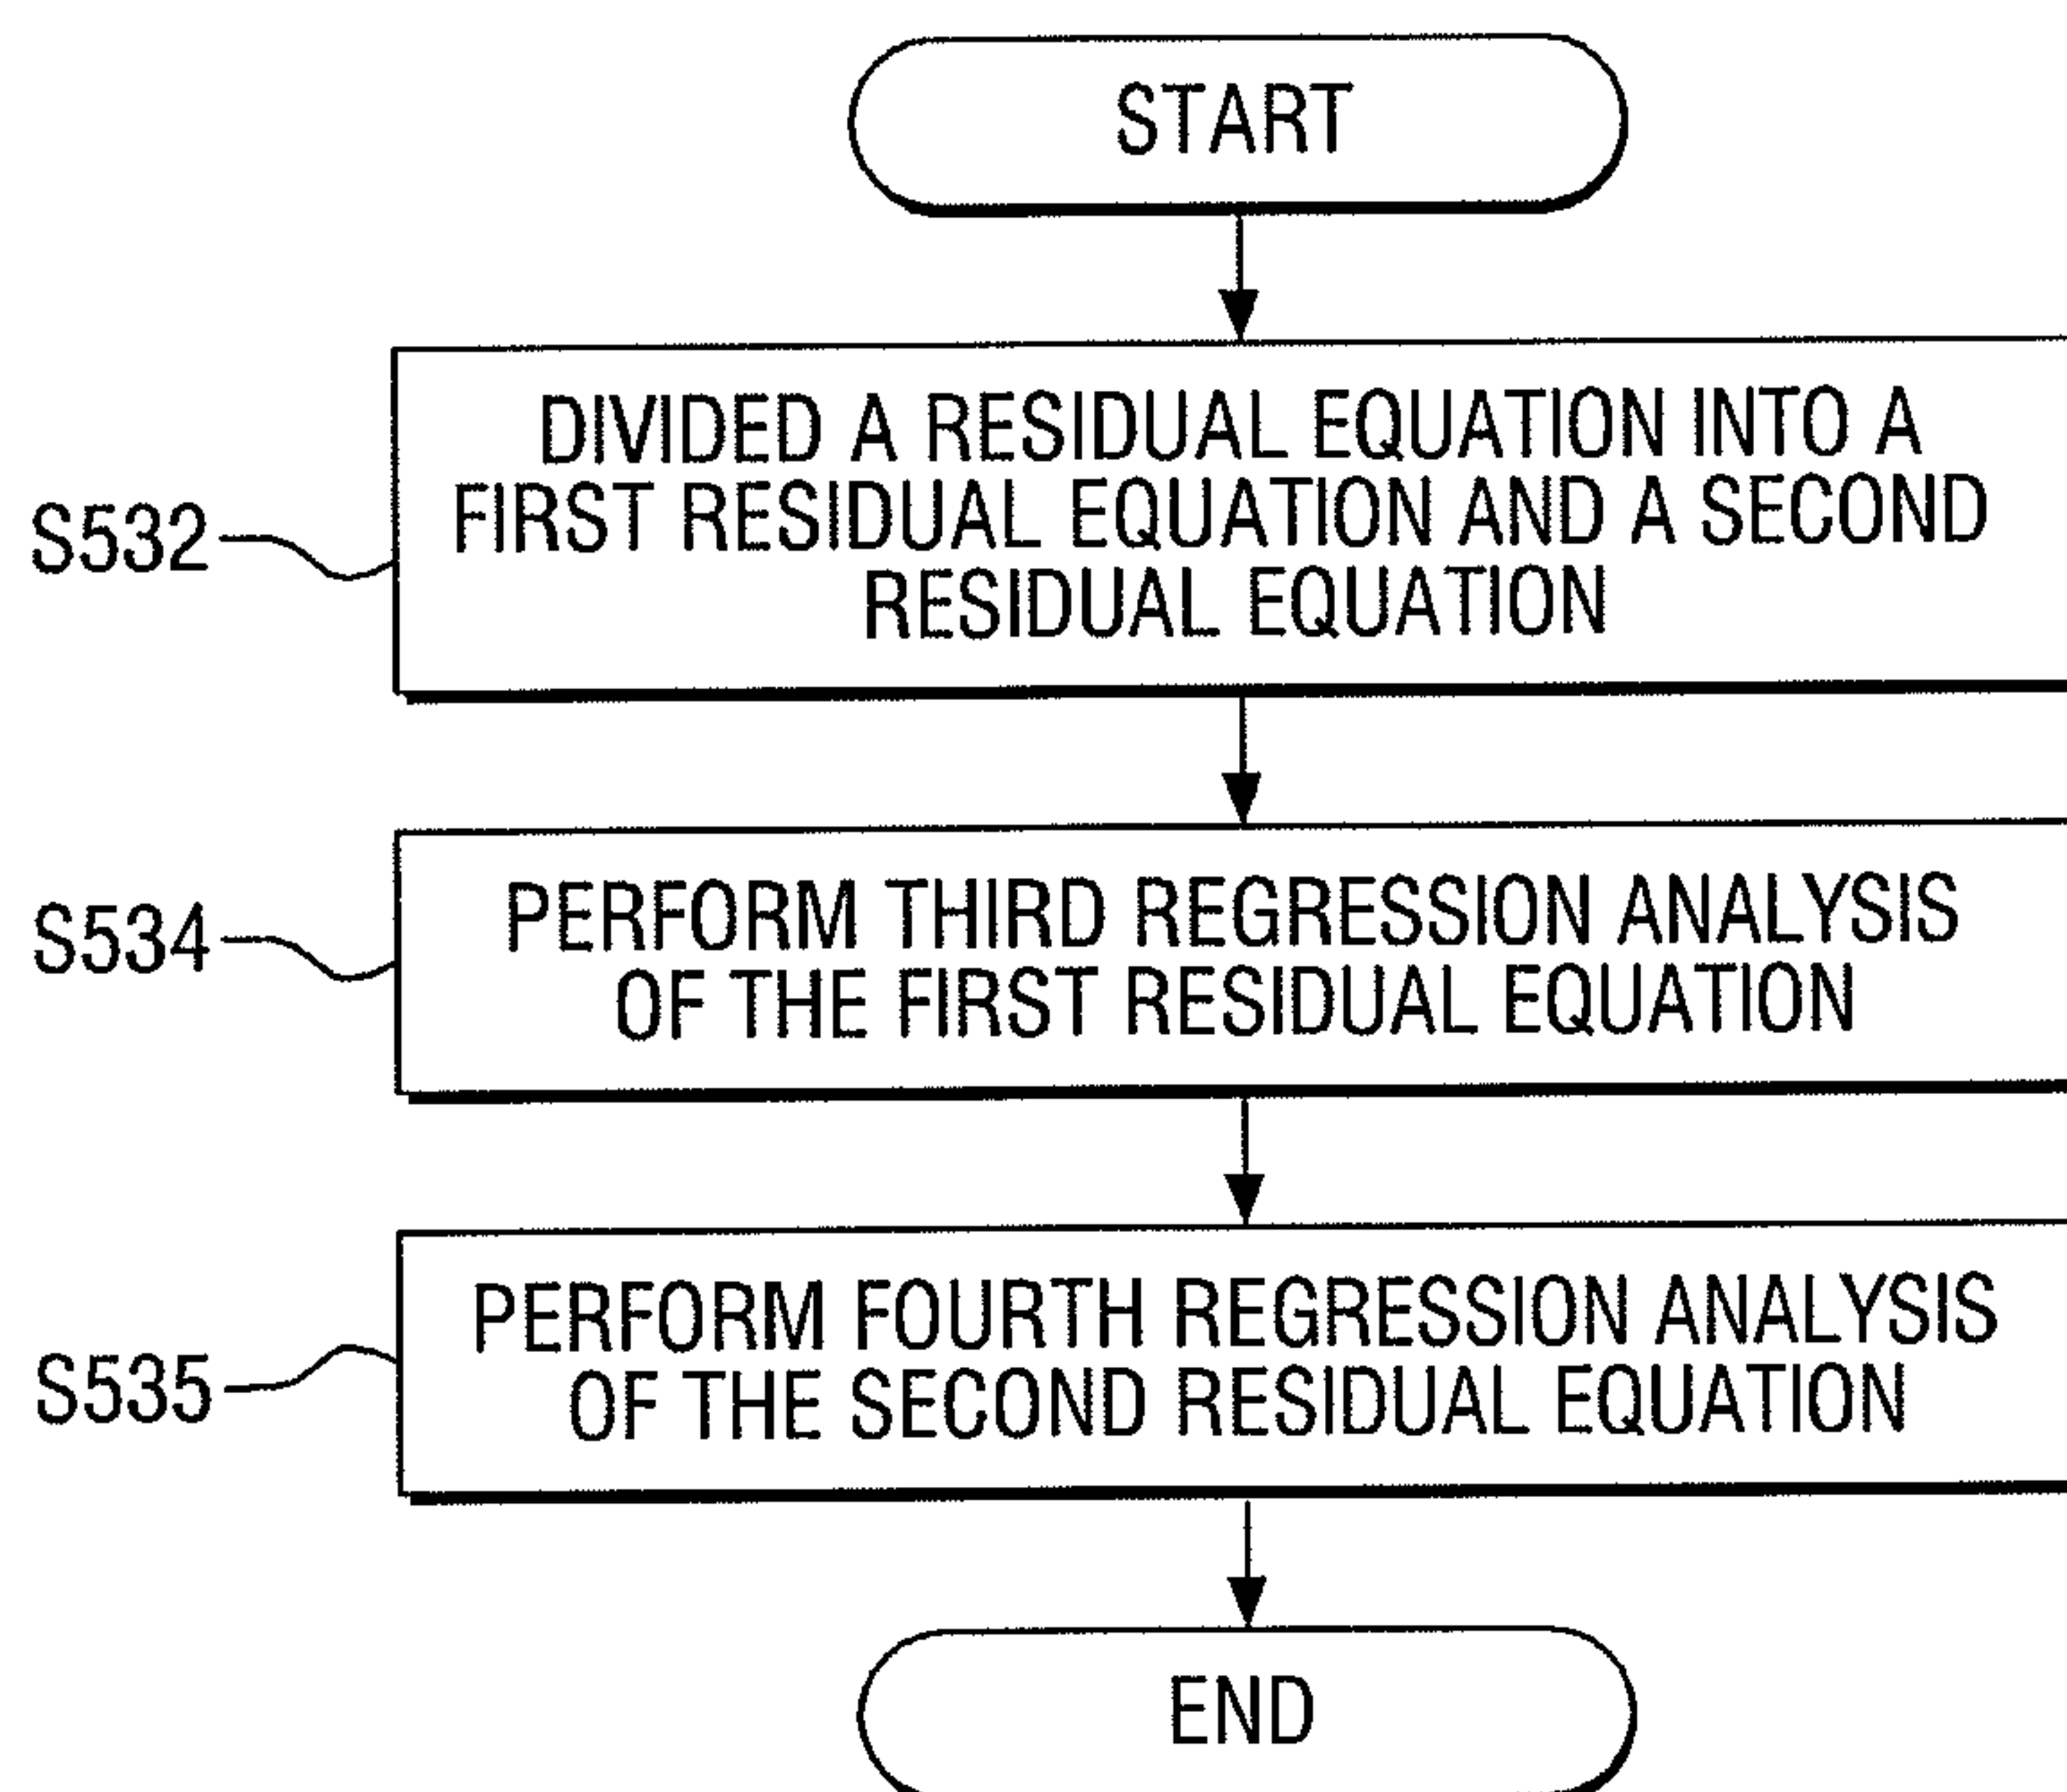 START
DIVIDED A RESIDUAL EQUATION INTO A
FIRST RESIDUAL EQUATION AND A SECOND
RESIDUAL EQUATION
S532
PERFORM THIRD REGRESSION ANALYSIS
OF THE FIRST RESIDUAL EQUATION
S534
PERFORM FOURTH REGRESSION ANALYSIS
OF THE SECOND RESIDUAL EQUATION
S535
END